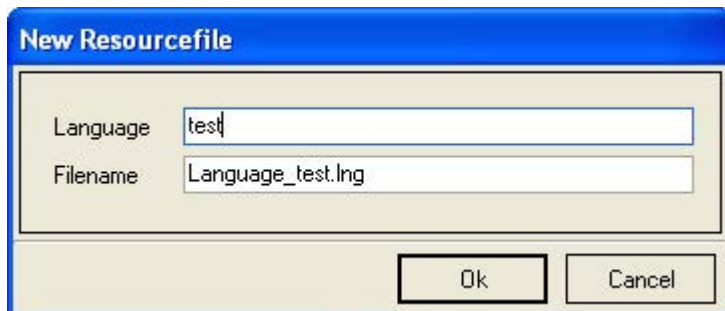 New Resourcefile
Language test
Filename Language_test.lng
Ok Cancel